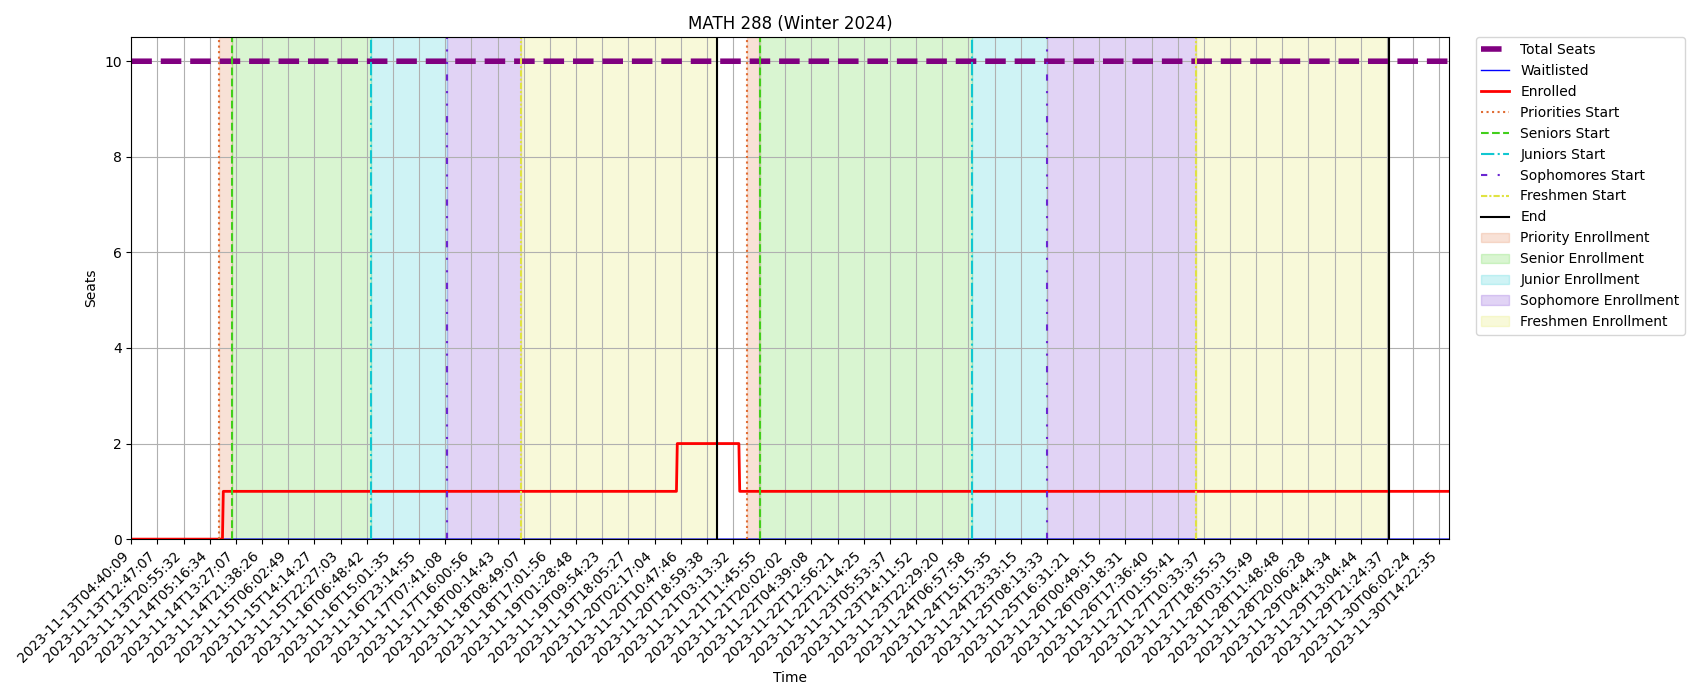 MATH 288 (Winter 2024)
10
8
6
4
2
0
Seats
2023-11-13T04:40:09
2023-11-13T12:47:07
2023-11-13T20:55:32
2023-11-14T05:16:34
2023-11-14T13:27:07
2023-11-14T21:38:26
2023-11-15T06:02:49
2023-11-15T14:14:27
2023-11-15T22:27:03
2023-11-16T06:48:42
2023-11-16T15:01:35
2023-11-16T23:14:55
2023-11-17T07:41:08
2023-11-17T16:00:56
2023-11-18T00:14:43
2023-11-18T08:49:07
2023-11-18T17:01:56
2023-11-19T01:28:48
2023-11-19T09:54:23
2023-11-19T18:05:27
2023-11-20T02:17:04
2023-11-20T10:47:46
2023-11-20T18:59:38
2023-11-21T03:13:32
2023-11-21T11:45:55
2023-11-21T20:02:02
2023-11-22T04:39:08
2023-11-22T12:56:21
2023-11-22T21:14:25
2023-11-23T05:53:37
2023-11-23T14:11:52
2023-11-23T22:29:20
2023-11-24T06:57:58
2023-11-24T15:15:35
2023-11-24T23:33:15
2023-11-25T08:13:33
2023-11-25T16:31:21
2023-11-26T00:49:15
2023-11-26T09:18:31
2023-11-26T17:36:40
2023-11-27T01:55:41
2023-11-27T10:33:37
2023-11-27T18:55:53
2023-11-28T03:15:49
2023-11-28T11:48:48
2023-11-28T20:06:28
2023-11-29T04:44:34
2023-11-29T13:04:44
2023-11-29T21:24:37
2023-11-30T06:02:24
2023-11-30T14:22:35
Time
Total Seats
Waitlisted
Enrolled
Priorities Start
Seniors Start
Juniors Start
Sophomores Start
Freshmen Start
End
Priority Enrollment
Senior Enrollment
Junior Enrollment
Sophomore Enrollment
Freshmen Enrollment